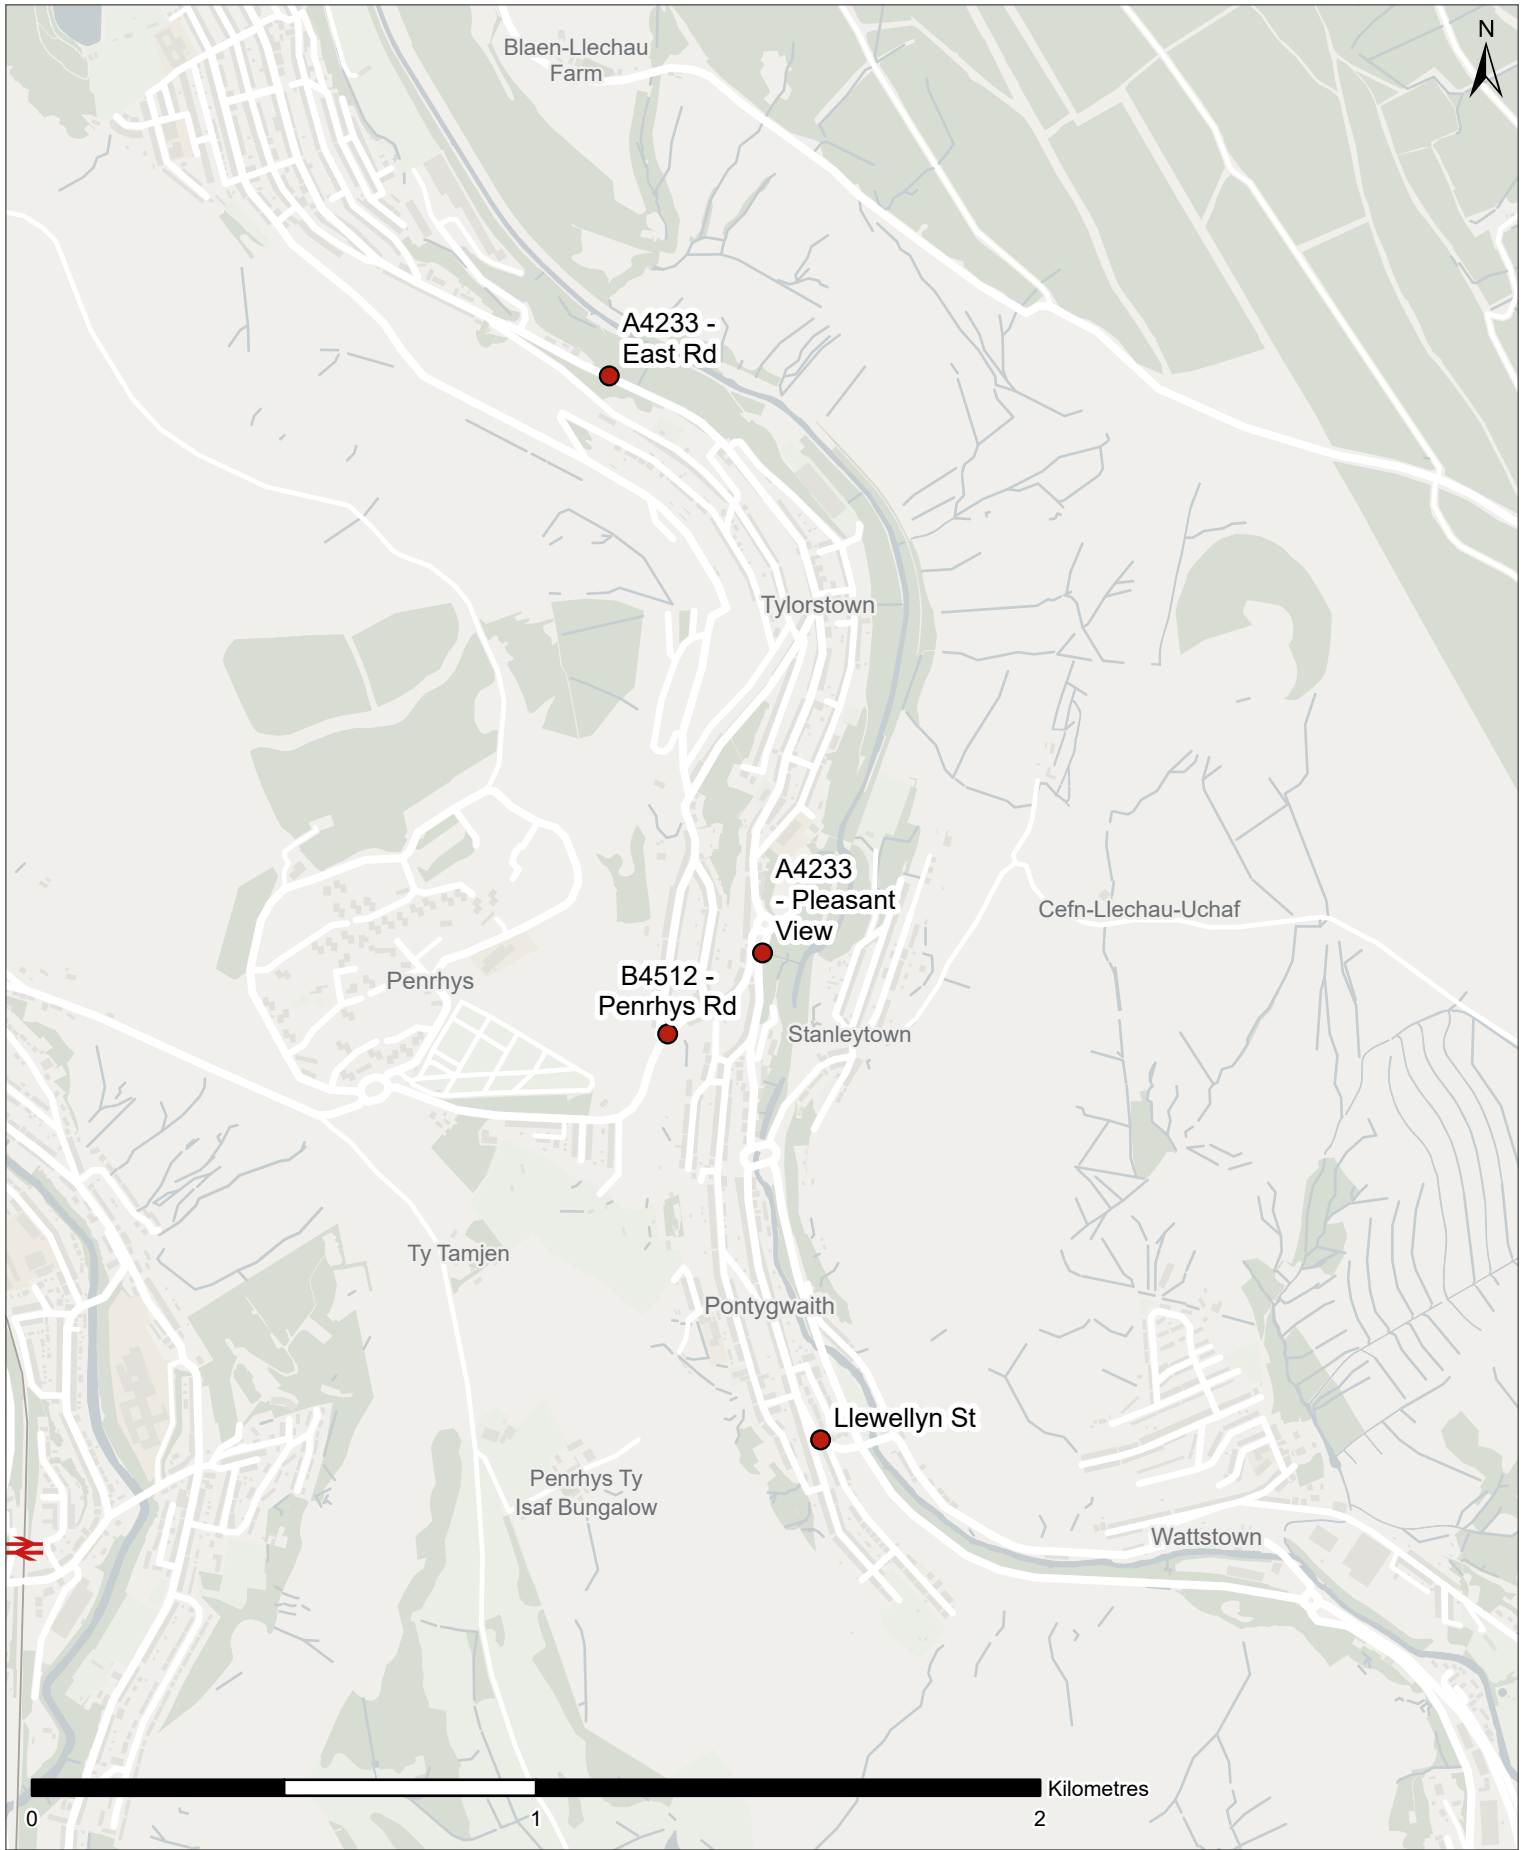 N
Blaen-Llechau
Farm
A4233 -
East Rd
Tylorstown
A4233
- Pleasant
View
Cefn-Llechau-Uchaf
Penrhys
B4512 -
Penrhys Rd
Stanleytown
Ty Tamjen
Pontygwaith
Llewellyn St
Penrhys Ty
Isaf Bungalow
Wattstown
Kilometres
0 1 2